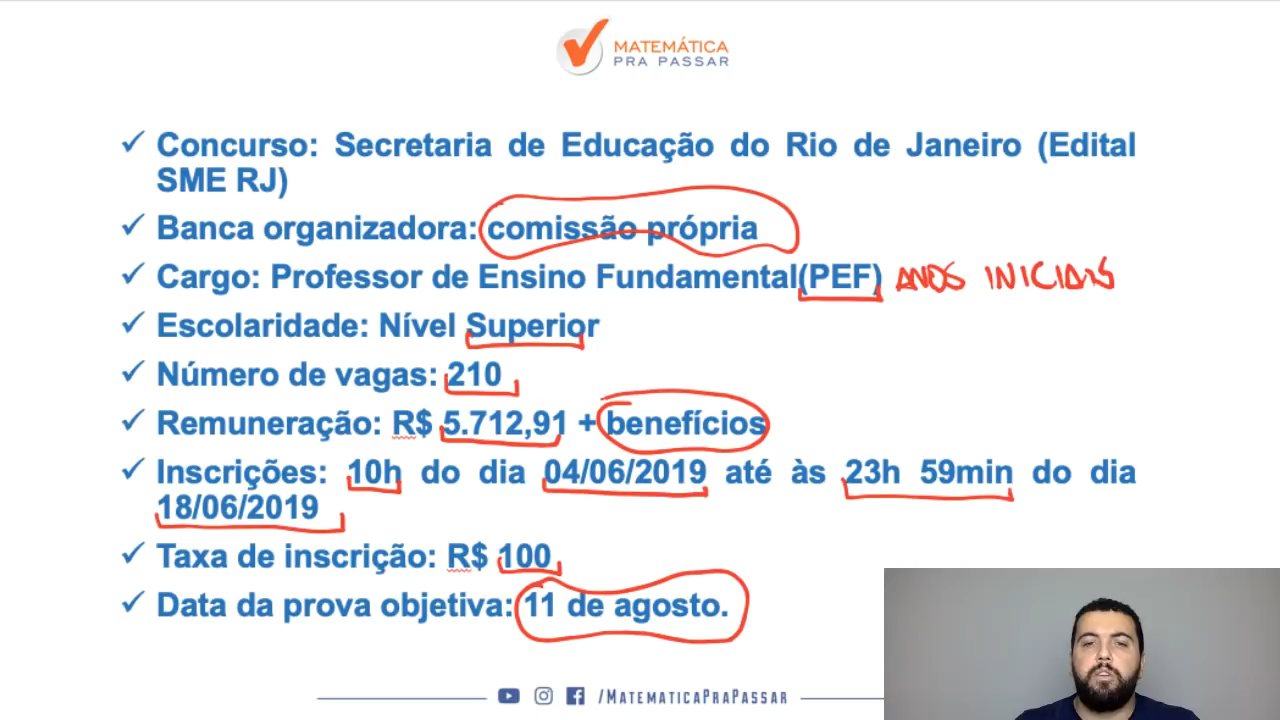 MATEMÁTICA
PRA PASSAR
✓ Concurso: Secretaria de Educação do Rio de Janeiro (Edital
SME RJ)
✓ Banca organizadora: comissão própria
✓ Cargo: Professor de Ensino Fundamental(PEF) ANOS INICIAIS
✓ Escolaridade: Nível Superior
✓ Número de vagas: 210
✓ Remuneração: R$ 5.712,91 + benefícios
✓ Inscrições: 10h do dia 04/06/2019 até às 23h 59min do dia
18/06/2019
✓ Taxa de inscrição: R$ 100
✓ Data da prova objetiva: 11 de agosto.
/MATEMATICAPRAPASSAR